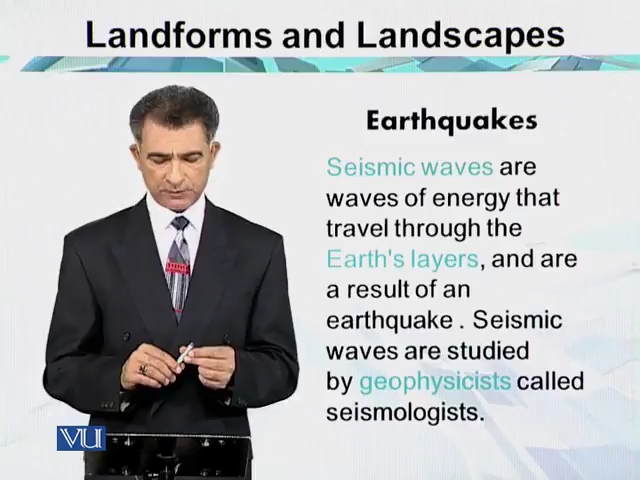 Landforms and Landscapes
Earthquakes
Seismic waves are
waves of energy that
travel through the
Earth's layers, and are
a result of an
earthquake . Seismic
waves are studied
by geophysicists called
seismologists.
VU